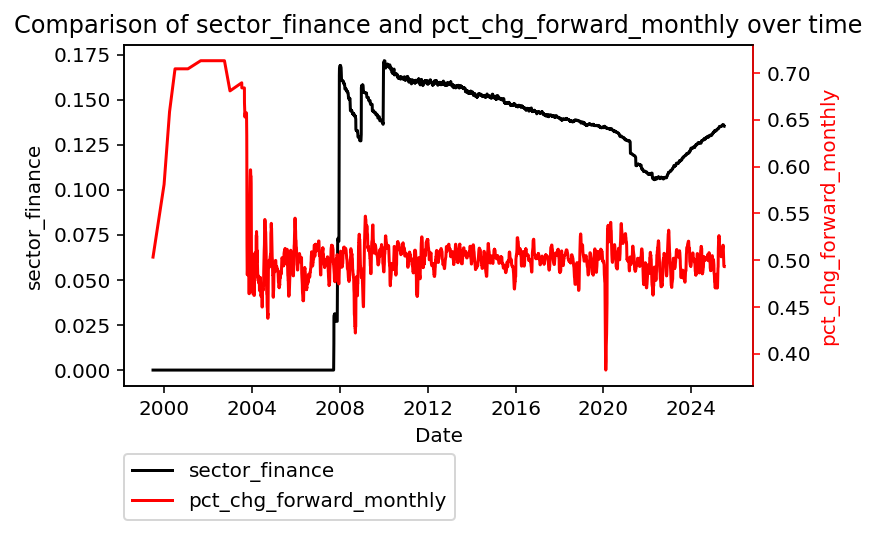 Comparison of sector_finance and pct_chg_forward_monthly over time
sector_finance
0.175
0.150
0.125
0.100
0.075
0.050
0.025
0.000
0.70
0.65
0.60
0.55
0.50
0.45
0.40
pct_chg_forward_monthly
2000 2004 2008 2012 2016 2020 2024
Date
sector_finance
pct_chg_forward_monthly